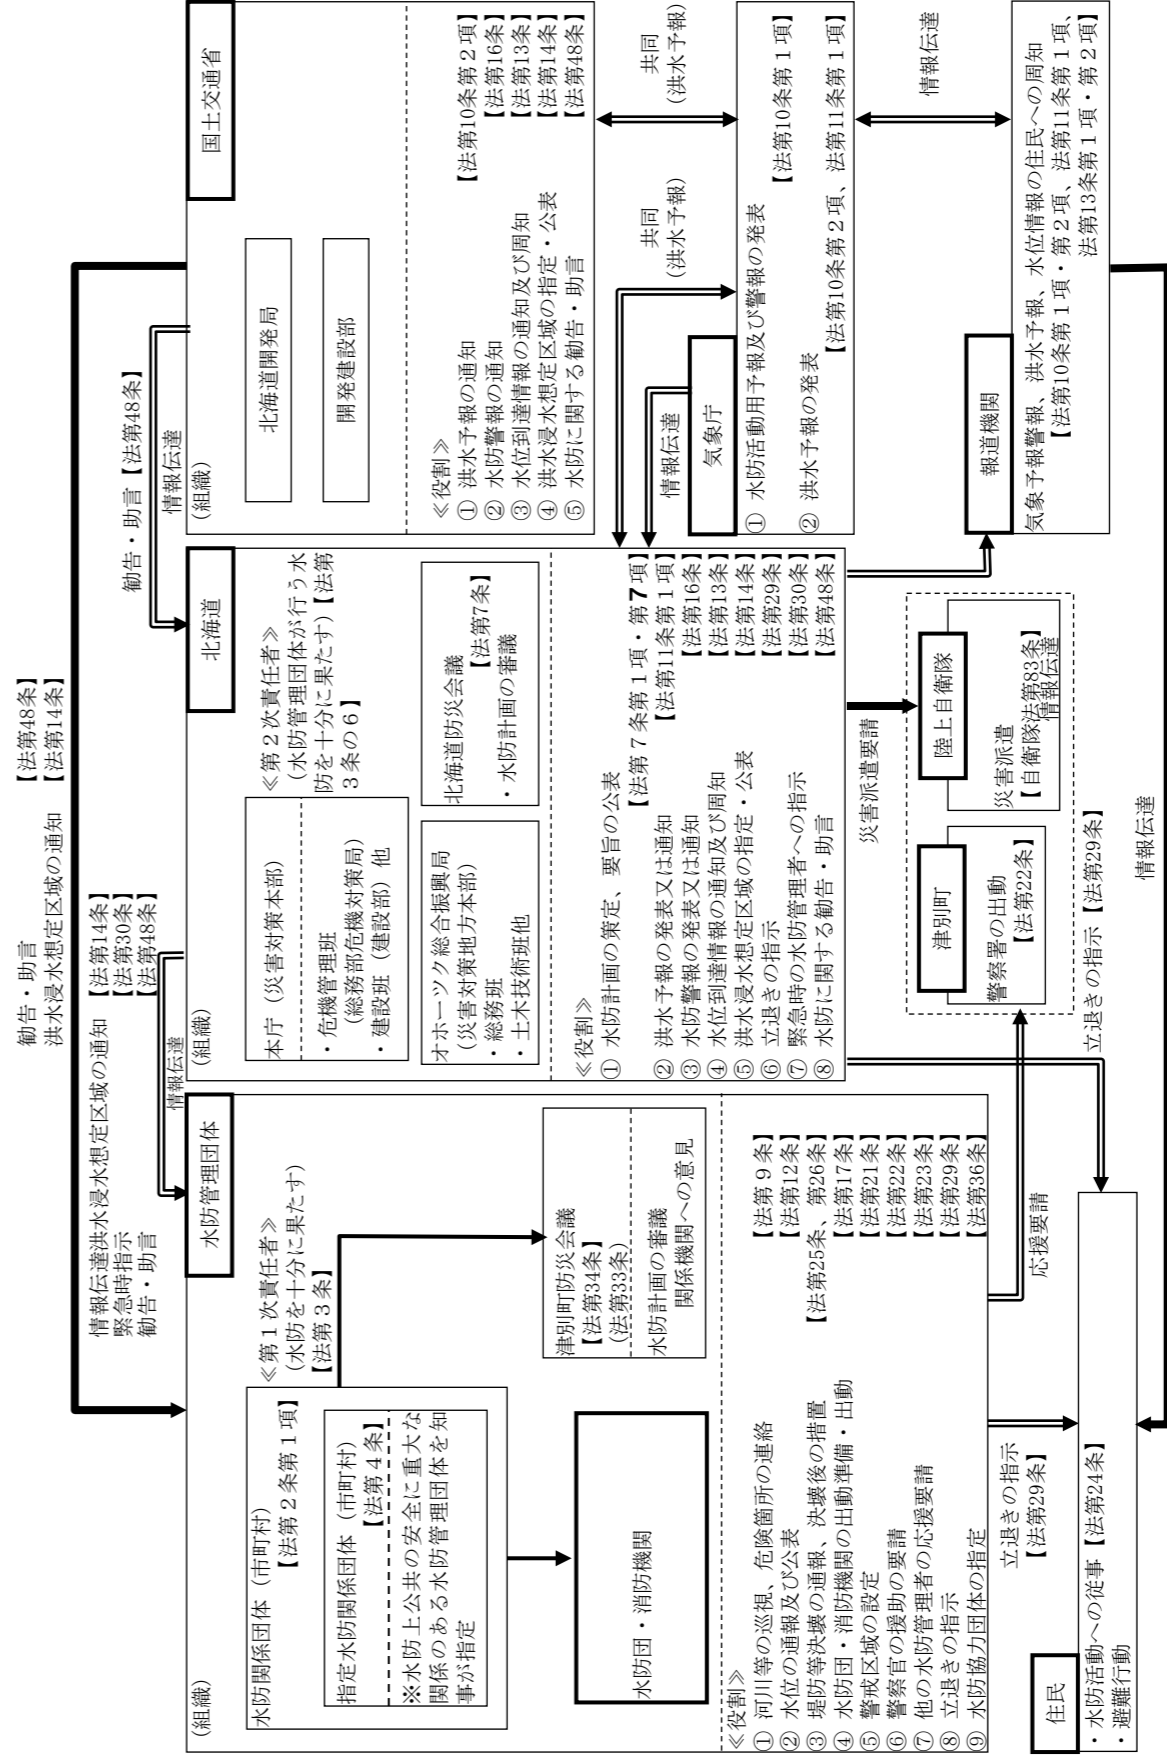 勧告・助言　【法第48条】
洪水浸水想定区域の通知　【法第14条】
情報伝達洪水浸水想定区域の通知　【法第14条】
緊急時指示　【法第30条】
勧告・助言　【法第48条】
情報伝達
勧告・助言【法第48条】
情報伝達
水防管理団体
(組織)
≪第１次責任者≫
(水防を十分に果たす)
【法第３条】
水防関係団体（市町村）
【法第２条第１項】
指定水防関係団体（市町村）
【法第４条】
※水防上公共の安全に重大な
関係のある水防管理団体を知
事が指定
津別町防災会議
【法第34条】
(法第33条)
水防計画の審議
関係機関への意見
水防団・消防機関
≪役割≫
① 河川等の巡視、危険箇所の連絡　【法第９条】
② 水位の通報及び公表　【法第12条】
③ 堤防等決壊の通報、決壊後の措置　【法第25条、第26条】
④ 水防団・消防機関の出動準備・出動　【法第17条】
⑤ 警戒区域の設定　【法第21条】
⑥ 警察官の援助の要請　【法第22条】
⑦ 他の水防管理者の応援要請　【法第23条】
⑧ 立退きの指示　【法第29条】
⑨ 水防協力団体の指定　【法第36条】
北海道
(組織)
≪第２次責任者≫
(水防管理団体が行う水
防を十分に果たす)【法第
３条の６】
本庁（災害対策本部）
・危機管理班
(総務部危機対策局)
・建設班（建設部）他
オホーツク総合振興局
(災害対策地方本部)
・総務班
・土木技術班他
北海道防災会議
【法第7条】
・水防計画の審議
≪役割≫
① 水防計画の策定、要旨の公表
【法第７条第１項・第７項】
② 洪水予報の発表又は通知　【法第11条第１項】
③ 水防警報の発表又は通知　【法第16条】
④ 水位到達情報の通知及び周知　【法第13条】
⑤ 洪水浸水想定区域の指定・公表　【法第14条】
⑥ 立退きの指示　【法第29条】
⑦ 緊急時の水防管理者への指示　【法第30条】
⑧ 水防に関する勧告・助言　【法第48条】
国土交通省
(組織)
北海道開発局
開発建設部
≪役割≫
① 洪水予報の通知　【法第10条第２項】
② 水防警報の通知　【法第16条】
③ 水位到達情報の通知及び周知　【法第13条】
④ 洪水浸水想定区域の指定・公表　【法第14条】
⑤ 水防に関する勧告・助言　【法第48条】
共同
(洪水予報)
共同
(洪水予報)
情報伝達
気象庁
① 水防活動用予報及び警報の発表
【法第10条第１項】
② 洪水予報の発表
【法第10条第２項、法第11条第１項】
情報伝達
報道機関
気象予報警報、洪水予報、水位情報の住民への周知
【法第10条第１項・第２項、法第11条第１項、
法第13条第１項・第２項】
災害派遣要請
陸上自衛隊
災害派遣
【自衛隊法第83条】
情報伝達
津別町
警察署の出動
【法第22条】
応援要請
立退きの指示【法第29条】
情報伝達
立退きの指示
【法第29条】
住民
・水防活動への従事【法第24条】
・避難行動